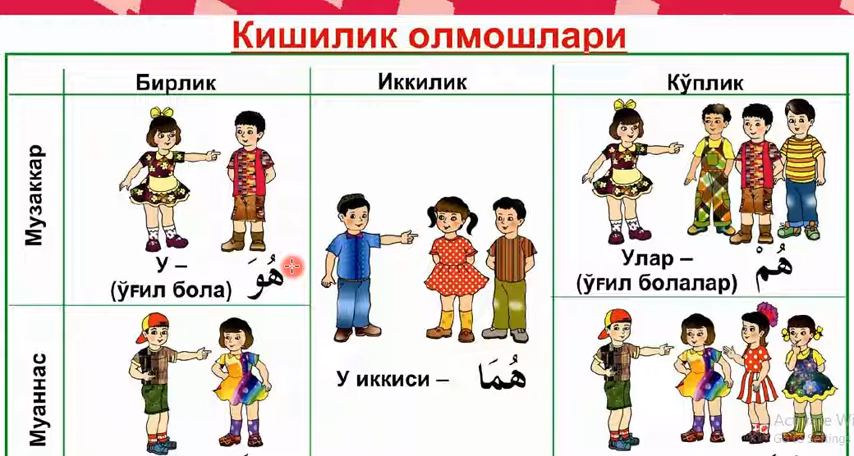 Кишилик олмошлари
Бирлик
Иккилик
Кўплик
Музаккар
У –
(ўғил бола) هُوَ
У иккиси – هُمَا
Улар –
(ўғил болалар) هُمْ
Муаннас